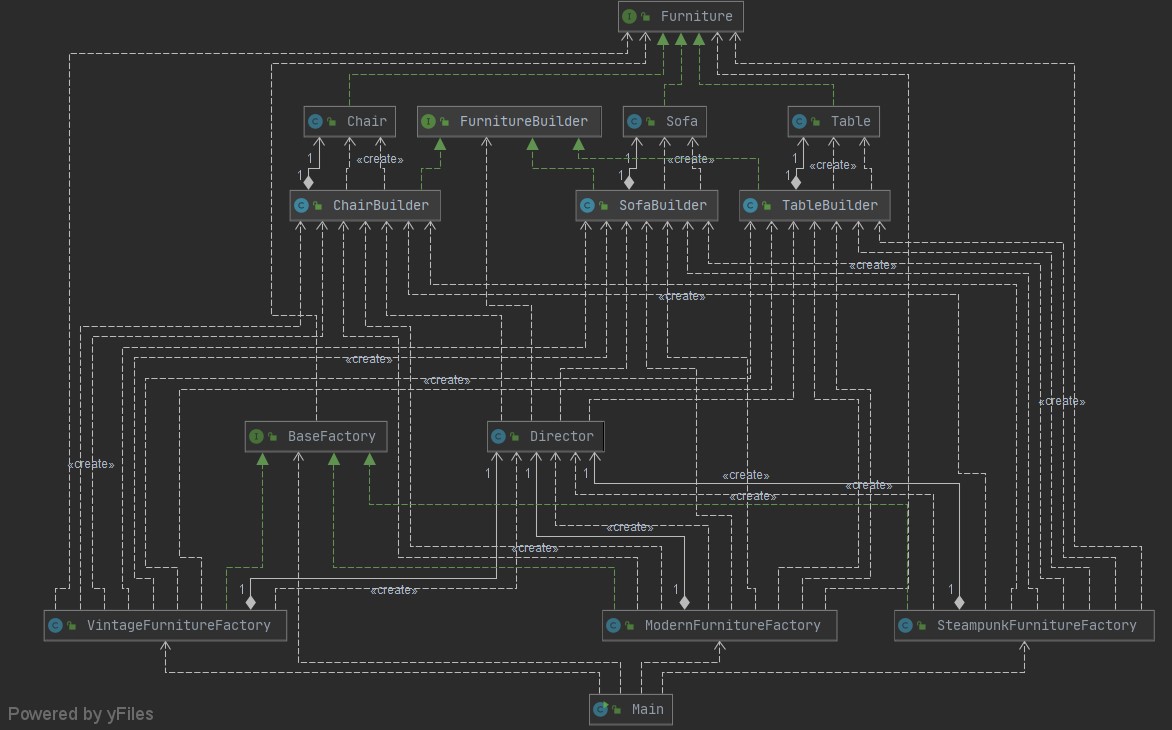 Furniture
Chair
FurnitureBuilder
Sofa
Table
1
«create»
1
«create»
1
«create»
1
1
1
ChairBuilder
SofaBuilder
TableBuilder
«create»
«create»
«create»
«create»
«create»
BaseFactory
Director
«create»
1
1
1
«create»
«create»
«create»
«create»
«create»
1
«create»
1
1
VintageFurnitureFactory
ModernFurnitureFactory
SteampunkFurnitureFactory
Main
Powered by yFiles